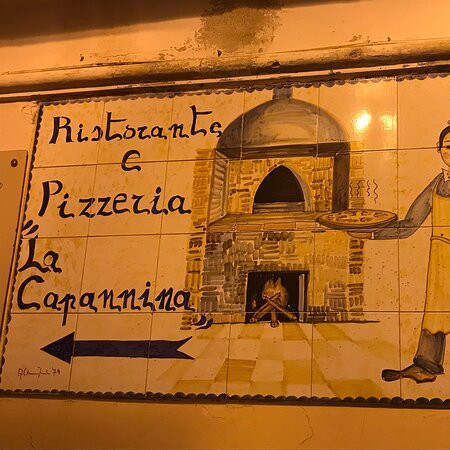 Ristorante
e
Pizzeria
"La
Capannina"